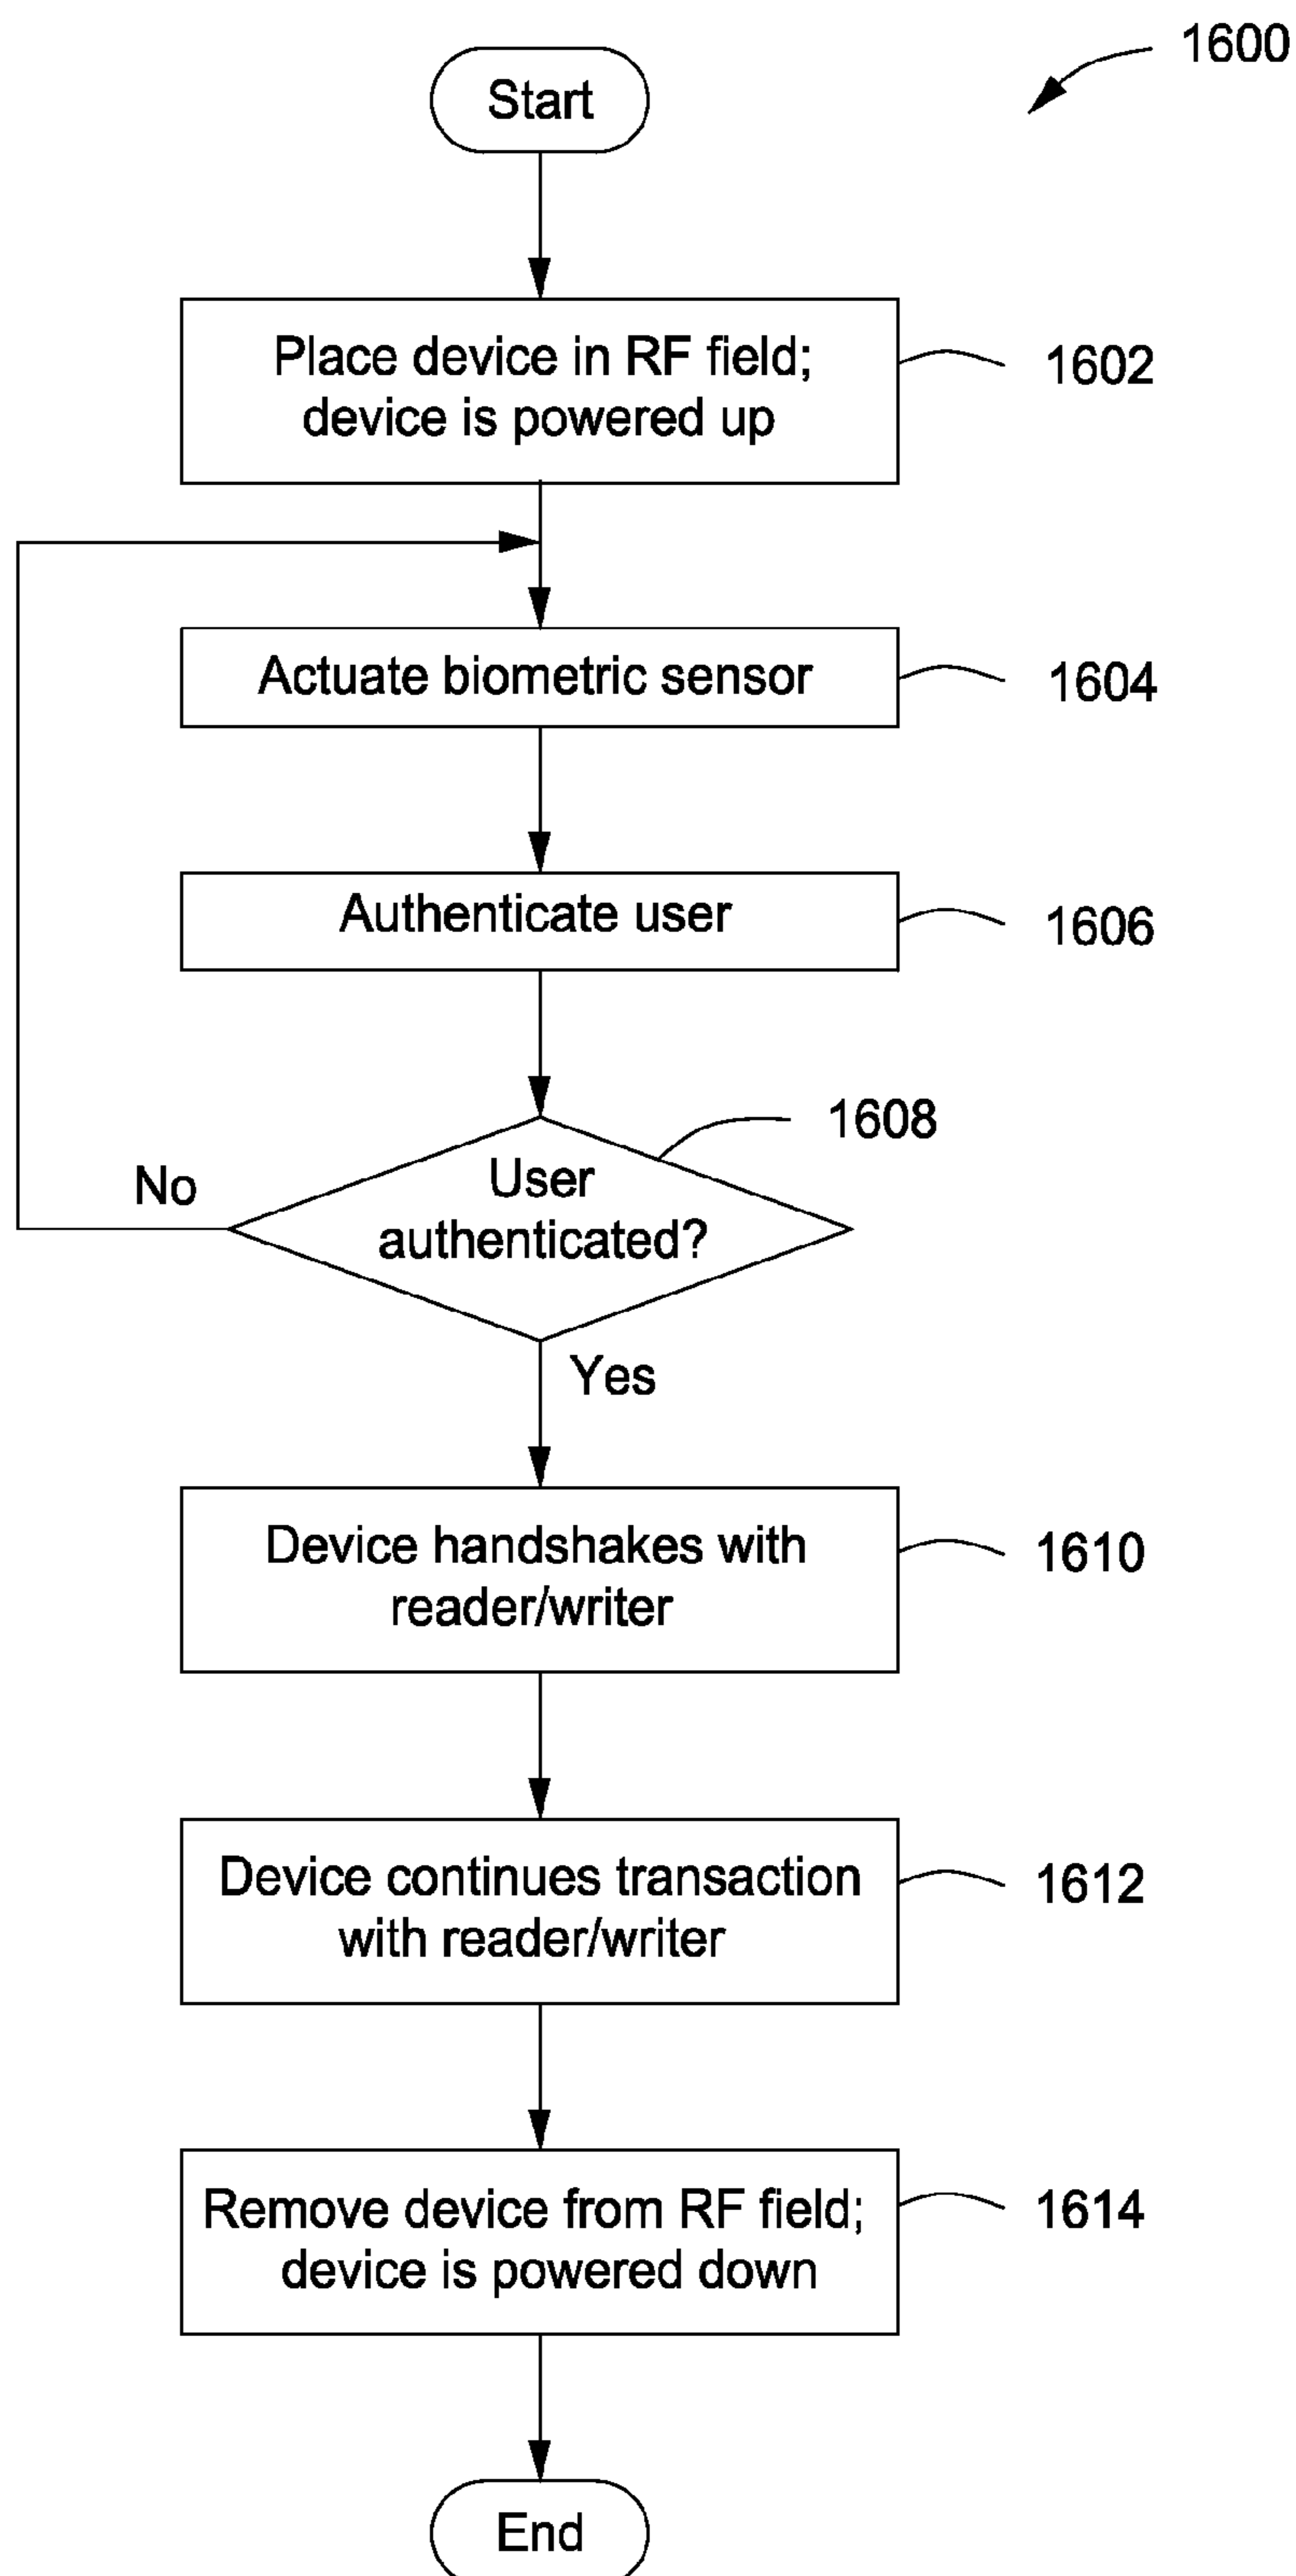 1600
Start
Place device in RF field;
device is powered up
1602
Actuate biometric sensor
1604
Authenticate user
1606
1608
User
authenticated?
No
Yes
Device handshakes with
reader/writer
1610
Device continues transaction
with reader/writer
1612
Remove device from RF field;
device is powered down
1614
End